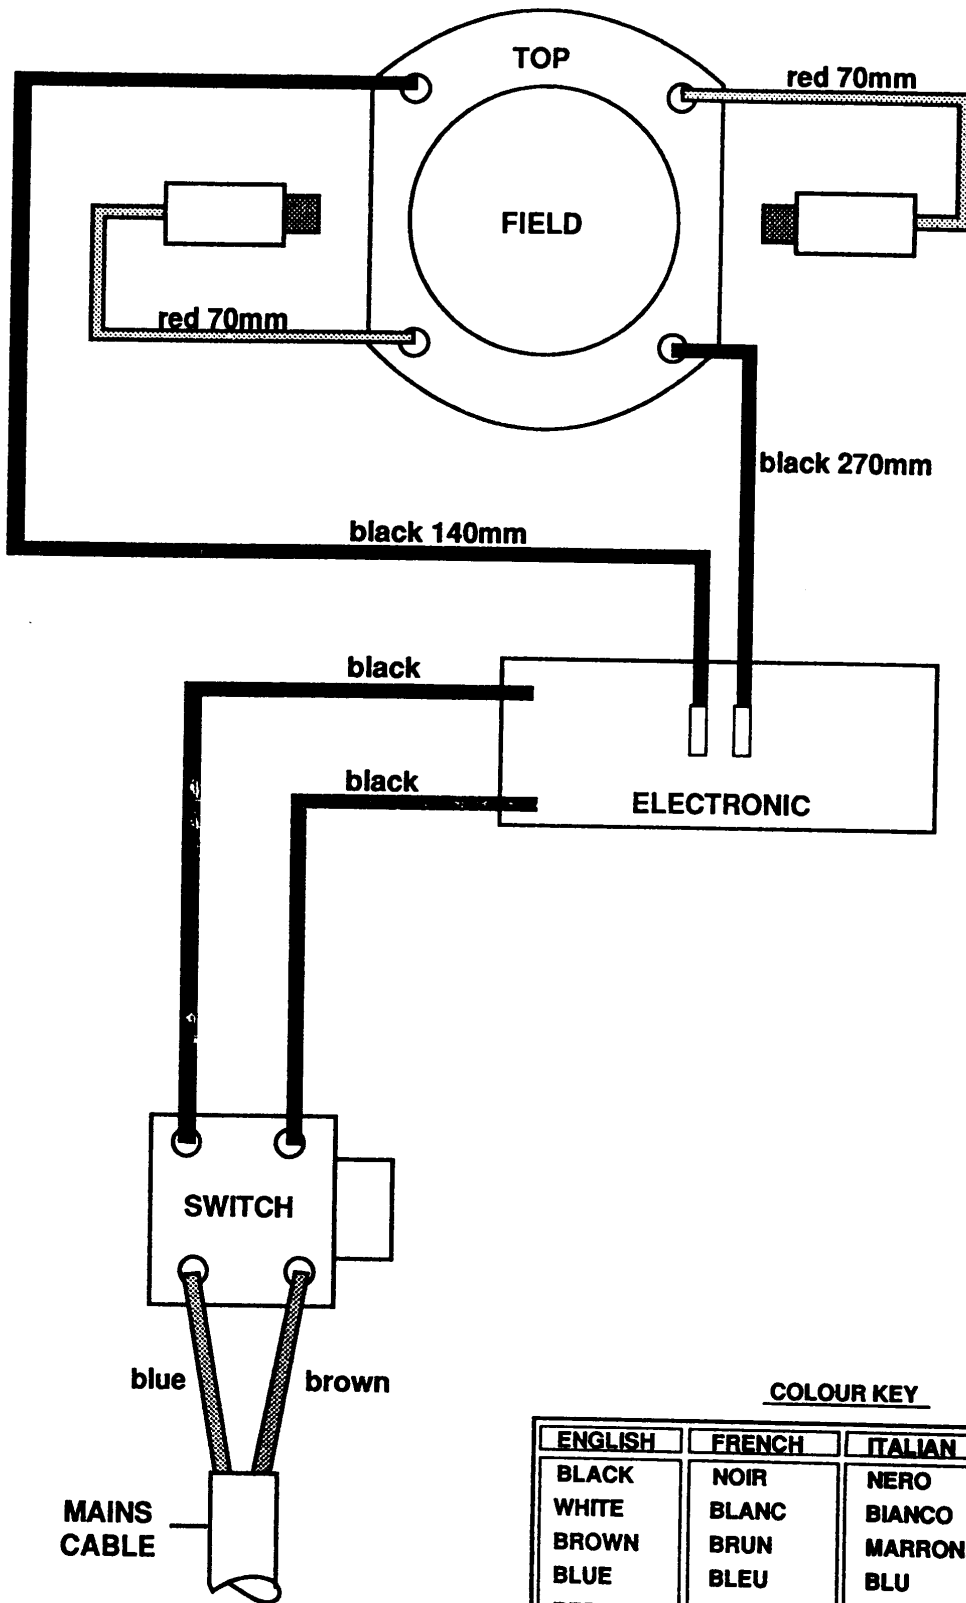 TOP
red 70mm
FIELD
red 70mm
black 270mm
black 140mm
black
black
ELECTRONIC
SWITCH
blue
brown
MAINS
CABLE
COLOUR KEY
ENGLISH FRENCH ITALIAN
BLACK NOIR NERO
WHITE BLANC BIANCO
BROWN BRUN MARRON
BLUE BLEU BLU